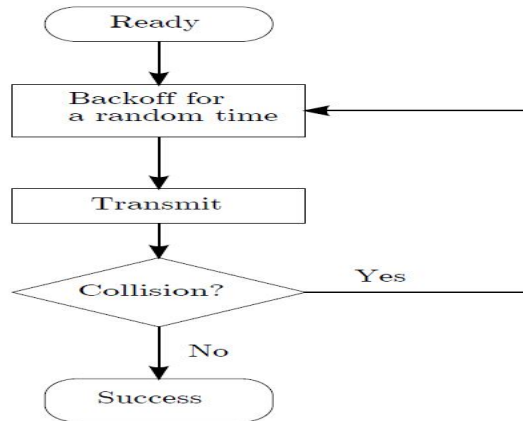 Ready
Backoff for
a random time
Transmit
Collision?
Yes
No
Success